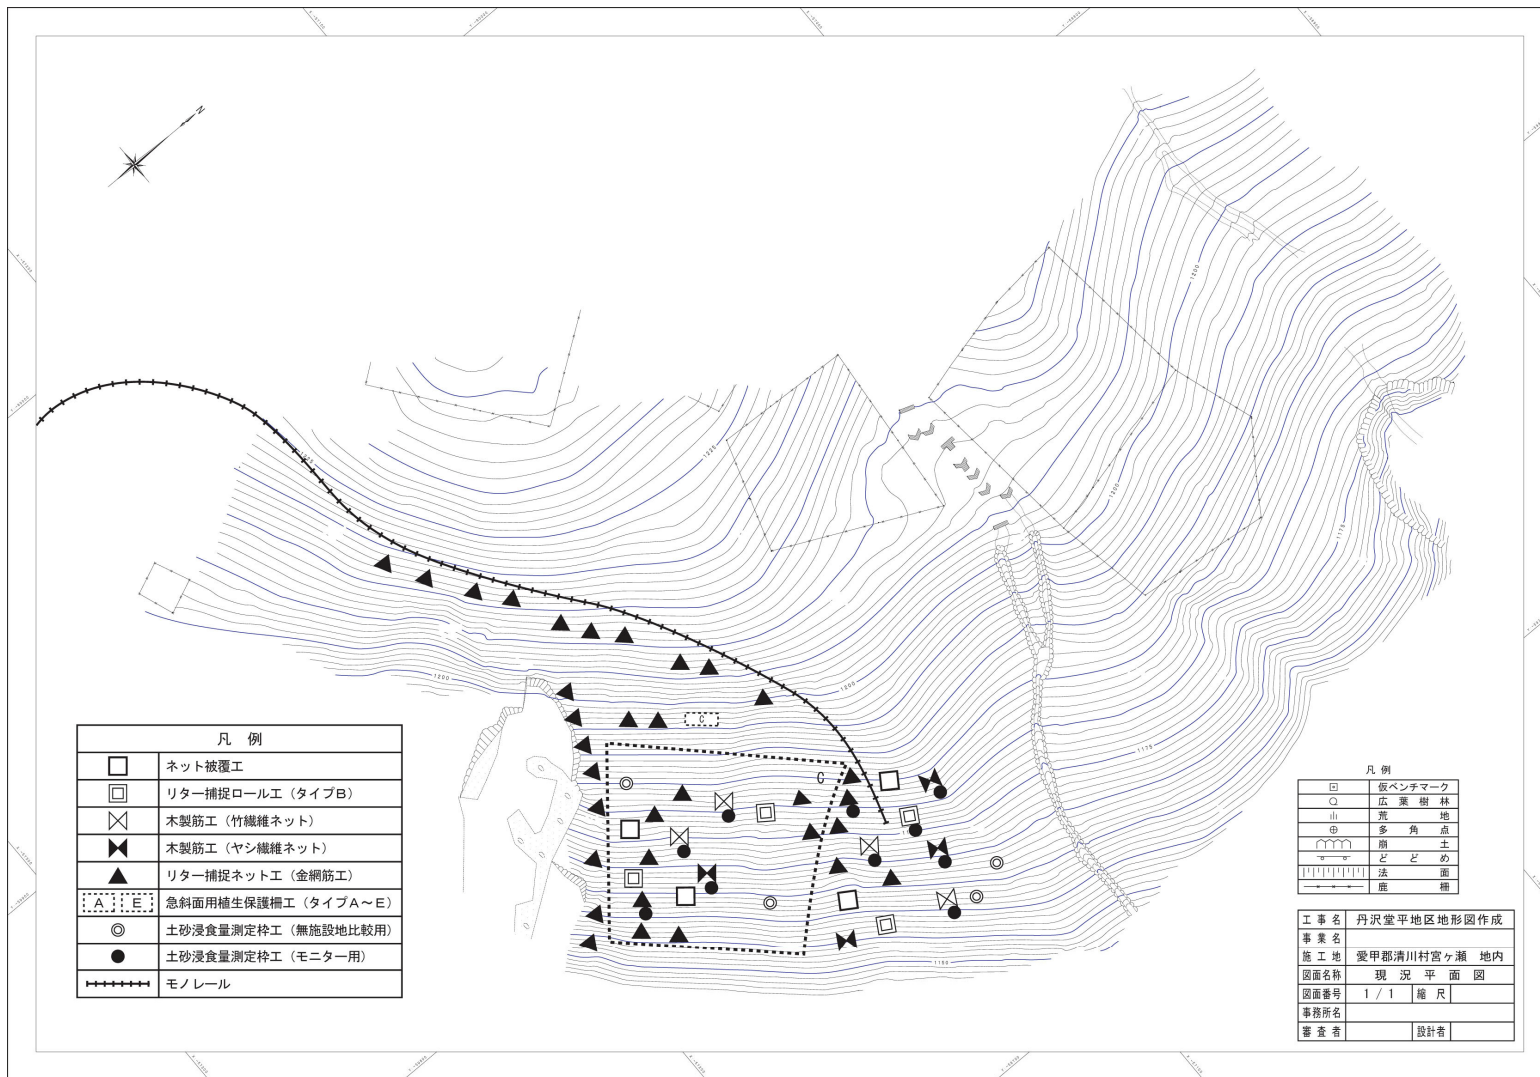 N
1200
1225
1220
1200
1175
1200
1200
C
C
1175
1160
凡 例
ネット被覆工
リター捕捉ロール工（タイプＢ）
木製筋工（竹繊維ネット）
木製筋工（ヤシ繊維ネット）
リター捕捉ネット工（金網筋工）
A E 急斜面用植生保護柵工（タイプＡ～Ｅ）
土砂浸食量測定枠工（無施設地比較用）
土砂浸食量測定枠工（モニター用）
モノレール
凡 例
仮ベンチマーク
広 葉 樹 林
荒 地
多 角 点
崩 土
ど ど め
法 面
鹿 柵
工 事 名 丹沢堂平地区地形図作成
事 業 名
施 工 地 愛甲郡清川村宮ヶ瀬 地内
図面名称 現 況 平 面 図
図面番号 1 / 1 縮 尺
事務所名
審 査 者 設計者